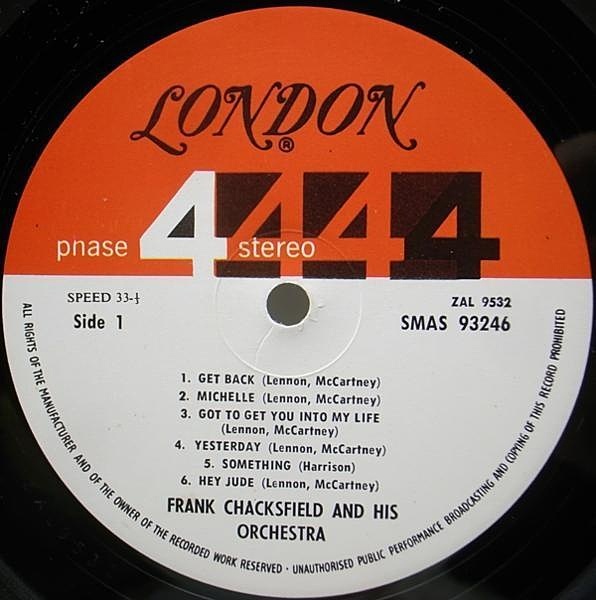 LONDON
®
phase 4 stereo
444
SPEED 33-⅓
Side 1
ZAL 9532
SMAS 93246
1. GET BACK (Lennon, McCartney)
2. MICHELLE (Lennon, McCartney)
3. GOT TO GET YOU INTO MY LIFE
(Lennon, McCartney)
4. YESTERDAY (Lennon, McCartney)
5. SOMETHING (Harrison)
6. HEY JUDE (Lennon, McCartney)
FRANK CHACKSFIELD AND HIS
ORCHESTRA
ALL RIGHTS OF THE MANUFACTURER AND OF THE OWNER OF THE RECORDED WORK RESERVED · UNAUTHORISED PUBLIC PERFORMANCE BROADCASTING AND COPYING OF THIS RECORD PROHIBITED